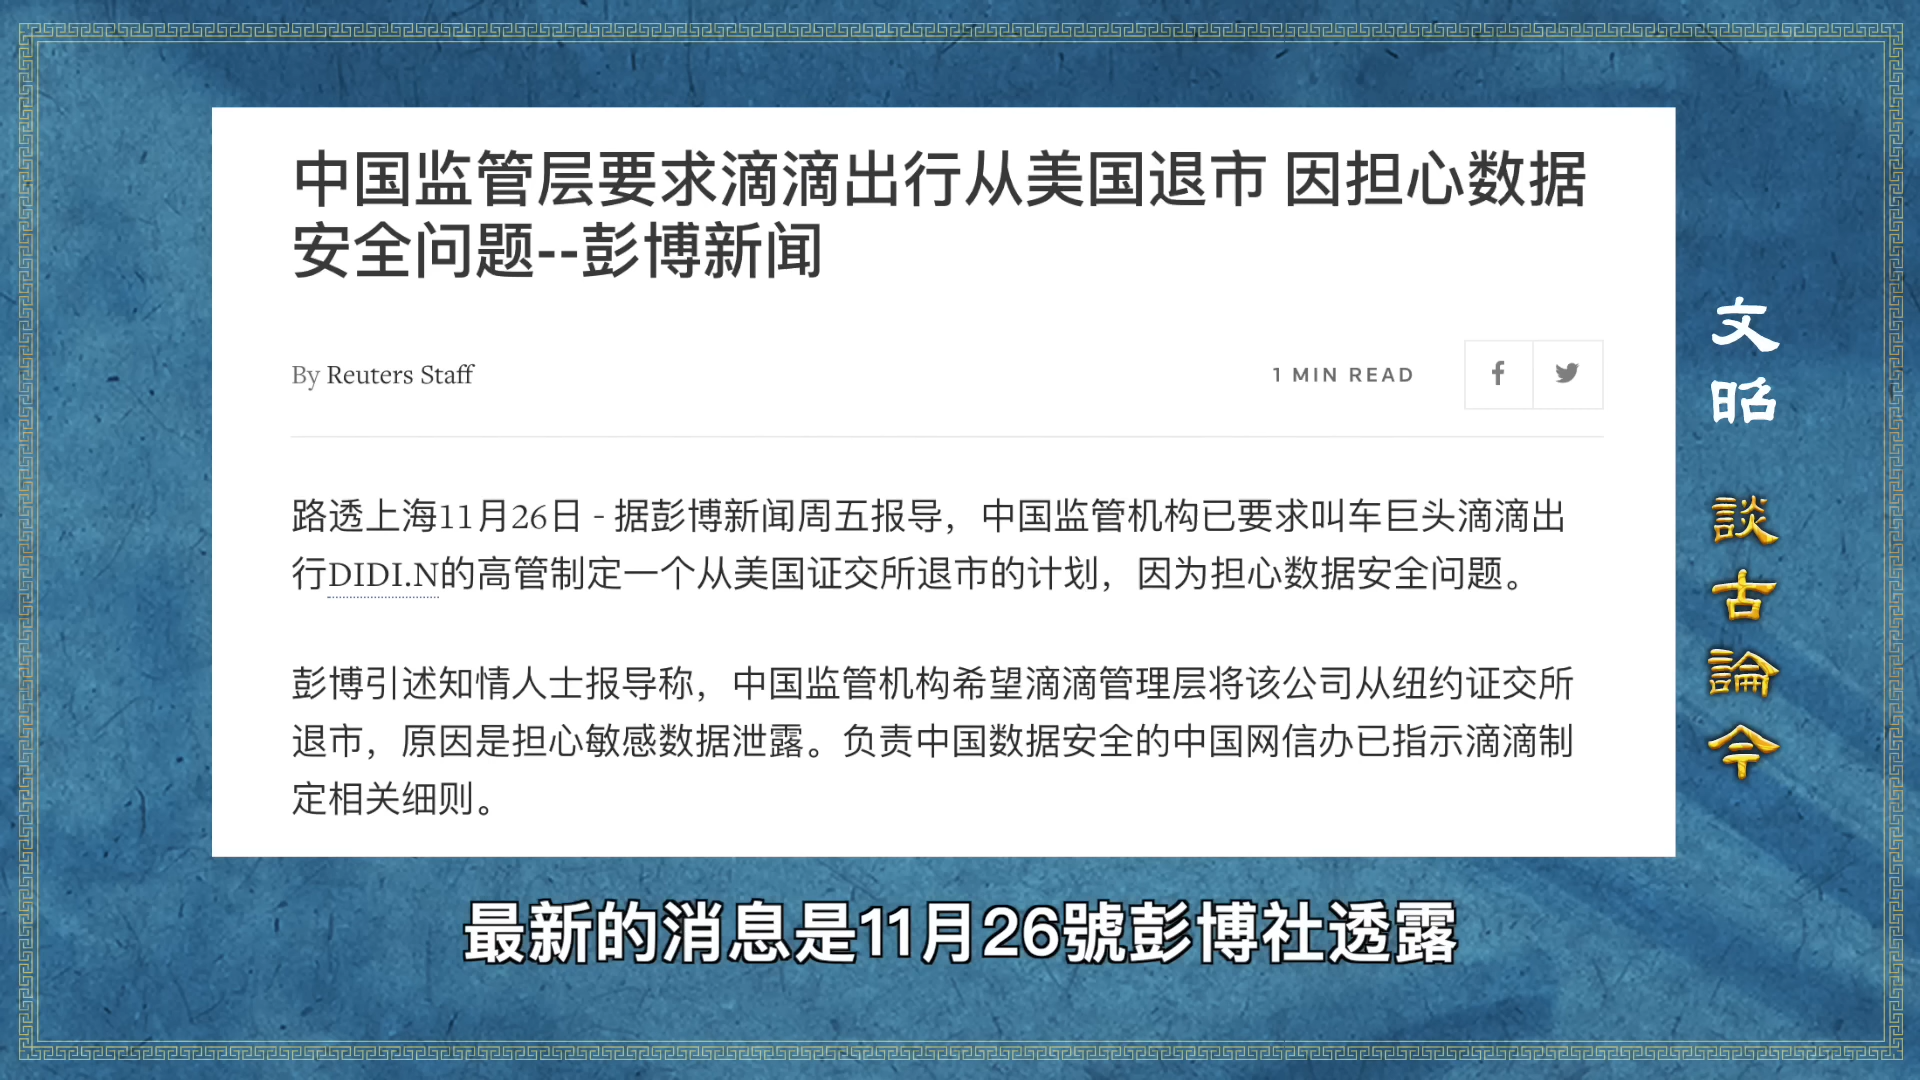 中国监管层要求滴滴出行从美国退市 因担心数据
安全问题--彭博新闻
By Reuters Staff
1 MIN READ
路透上海11月26日 - 据彭博新闻周五报导，中国监管机构已要求叫车巨头滴滴出
行DIDI.N的高管制定一个从美国证交所退市的计划，因为担心数据安全问题。
彭博引述知情人士报导称，中国监管机构希望滴滴管理层将该公司从纽约证交所
退市，原因是担心敏感数据泄露。负责中国数据安全的中国网信办已指示滴滴制
定相关细则。
文昭 談古論今
最新的消息是11月26號彭博社透露